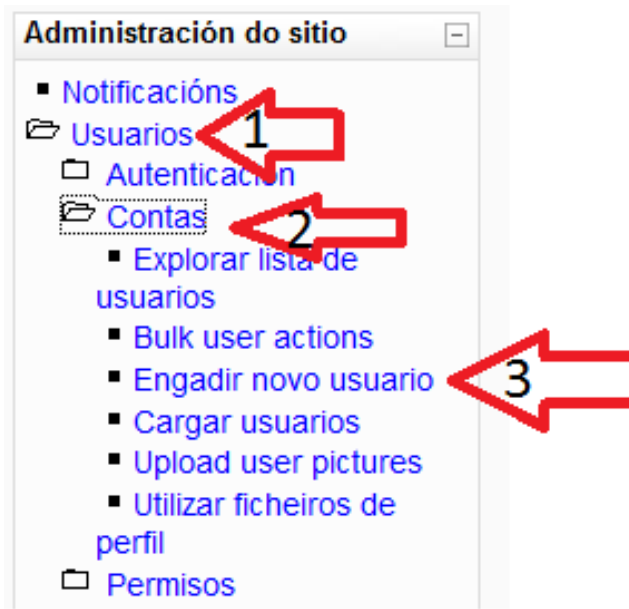 Administración do sitio
Notificacións
Usuarios 1
Autenticación
Contas 2
Explorar lista de
usuarios
Bulk user actions
Engadir novo usuario 3
Cargar usuarios
Upload user pictures
Utilizar ficheiros de
perfil
Permisos